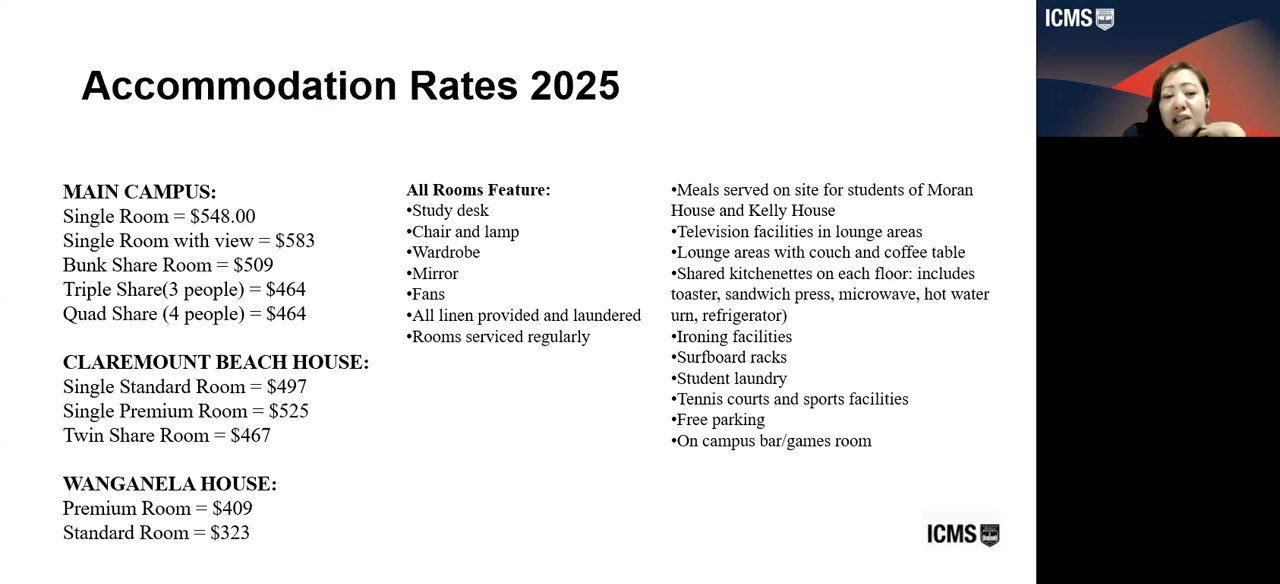 Accommodation Rates 2025
MAIN CAMPUS:
Single Room = $548.00
Single Room with view = $583
Bunk Share Room = $509
Triple Share(3 people) = $464
Quad Share (4 people) = $464
CLAREMOUNT BEACH HOUSE:
Single Standard Room = $497
Single Premium Room = $525
Twin Share Room = $467
WANGANELA HOUSE:
Premium Room = $409
Standard Room = $323
All Rooms Feature:
•Study desk
•Chair and lamp
•Wardrobe
•Mirror
•Fans
•All linen provided and laundered
•Rooms serviced regularly
•Meals served on site for students of Moran
House and Kelly House
•Television facilities in lounge areas
•Lounge areas with couch and coffee table
•Shared kitchenettes on each floor: includes
toaster, sandwich press, microwave, hot water
urn, refrigerator)
•Ironing facilities
•Surfboard racks
•Student laundry
•Tennis courts and sports facilities
•Free parking
•On campus bar/games room
ICMS
ICMS